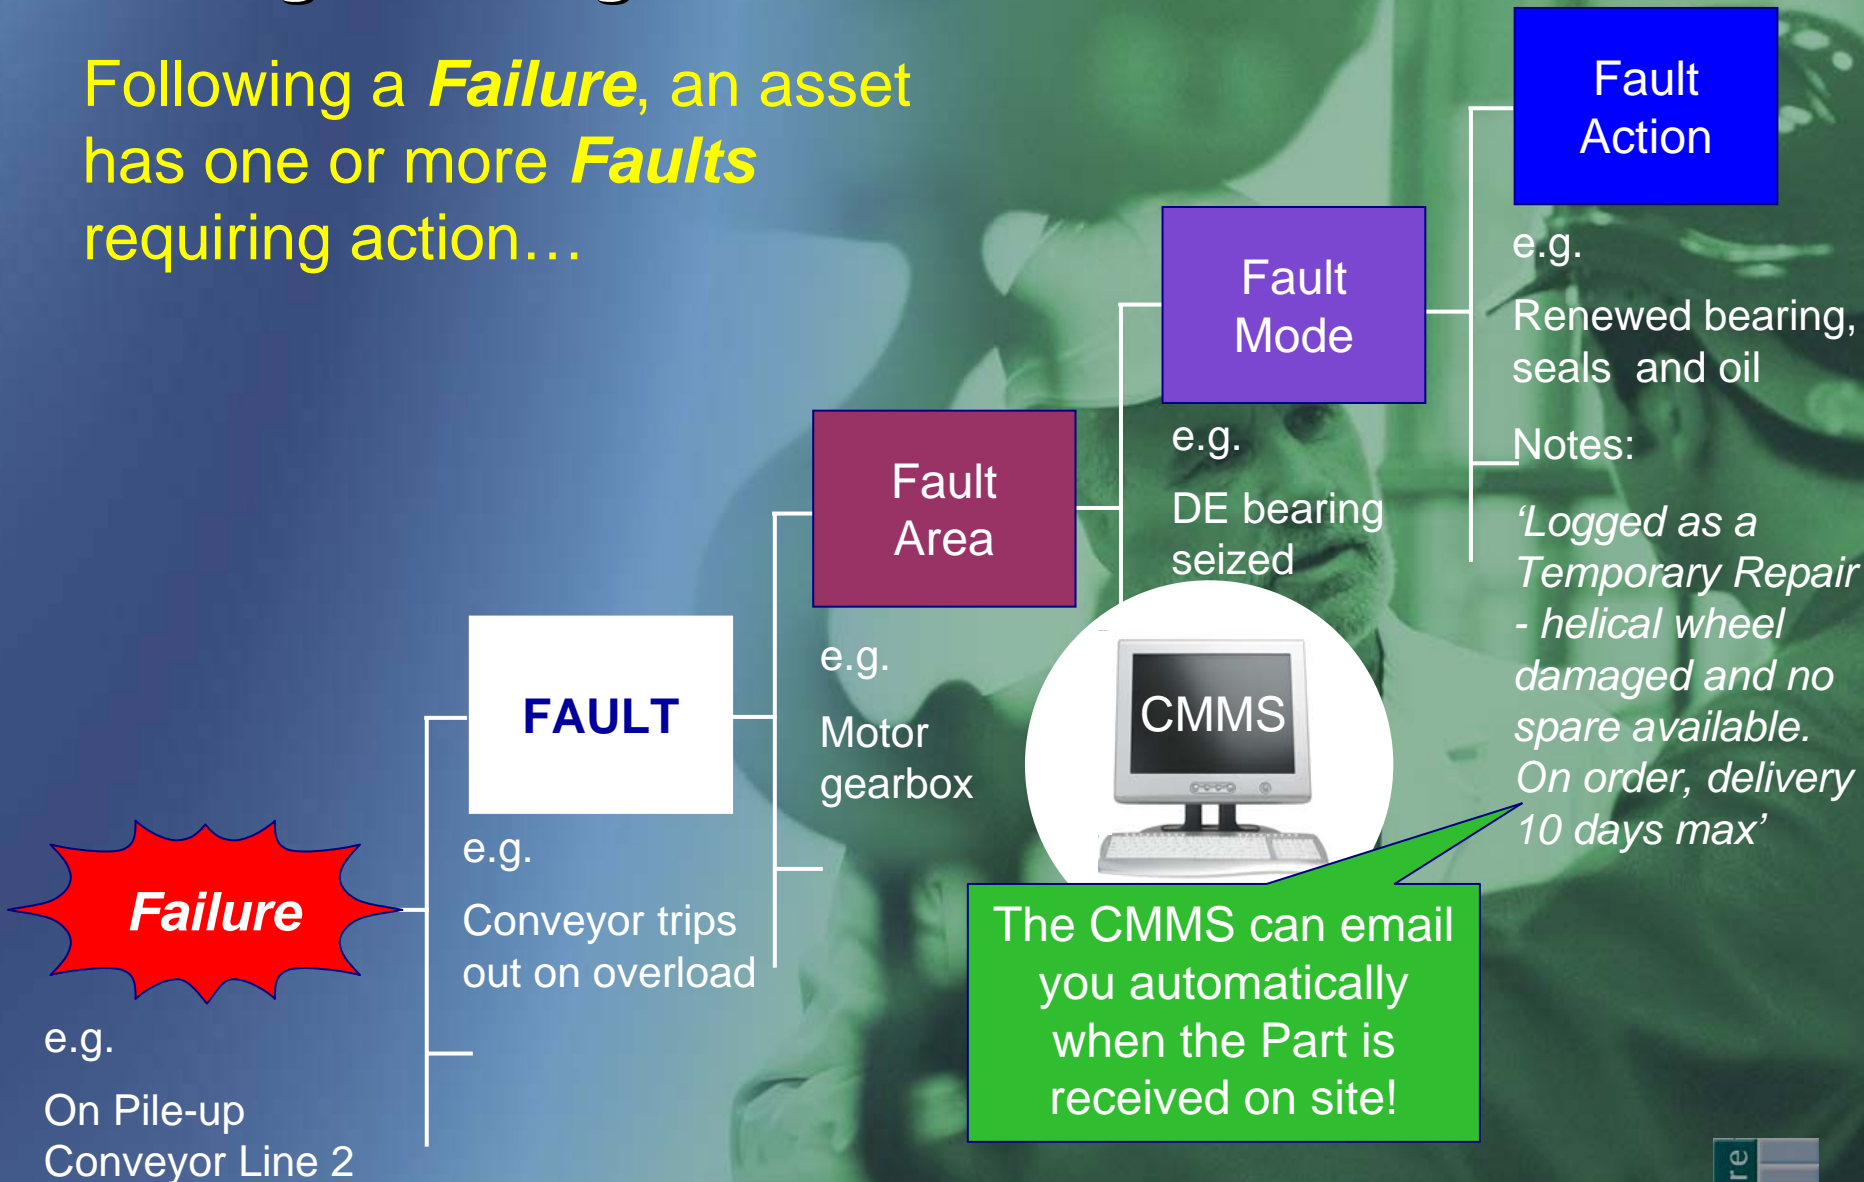 Following a Failure, an asset
has one or more Faults
requiring action…
Failure
e.g.
On Pile-up
Conveyor Line 2
FAULT
e.g.
Conveyor trips
out on overload
Fault
Area
e.g.
Motor
gearbox
Fault
Mode
e.g.
DE bearing
seized
Fault
Action
e.g.
Renewed bearing,
seals  and oil
Notes:
‘Logged as a
Temporary Repair
- helical wheel
damaged and no
spare available.
On order, delivery
10 days max’
CMMS
The CMMS can email
you automatically
when the Part is
received on site!
re